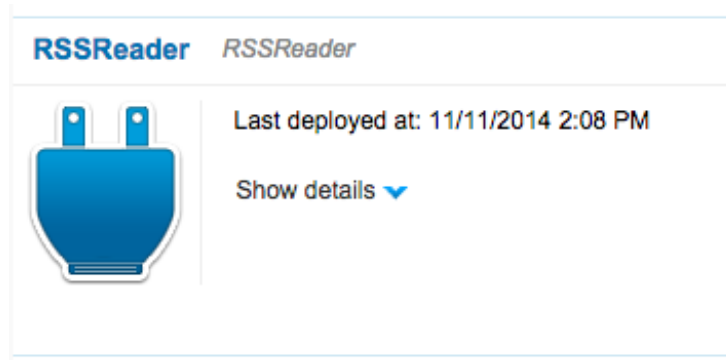 RSSReader RSSReader
Last deployed at: 11/11/2014 2:08 PM
Show details